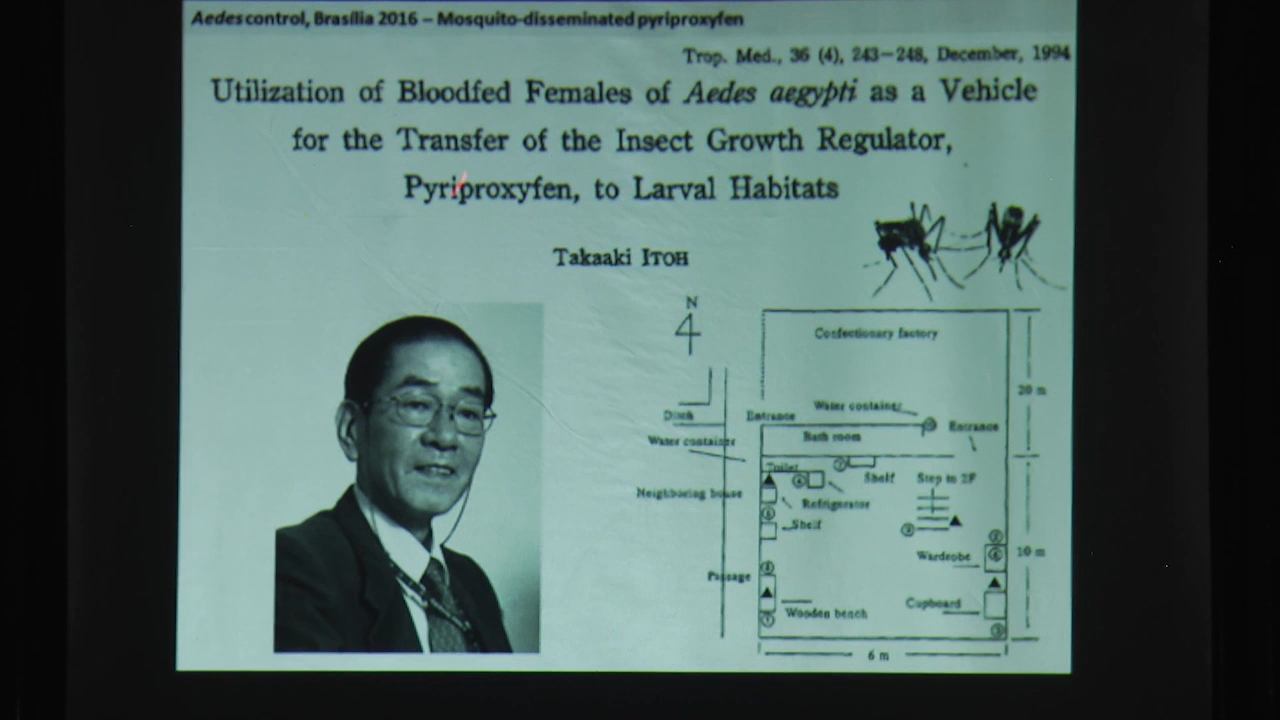 Aedes control, Brasília 2016 – Mosquito-disseminated pyriproxyfen
Trop. Med., 36 (4), 243-248, December, 1994
Utilization of Bloodfed Females of Aedes aegypti as a Vehicle
for the Transfer of the Insect Growth Regulator,
Pyriproxyfen, to Larval Habitats
Takaaki ITOH
N
Confectionary factory
20 m
Water container
Ditch
Entrance
Entrance
Bath room
Water container
Toilet
Shelf
Step to 2F
Neighboring house
Refrigerator
Shelf
Wardrobe
10 m
Passage
Cupboard
Wooden bench
6 m